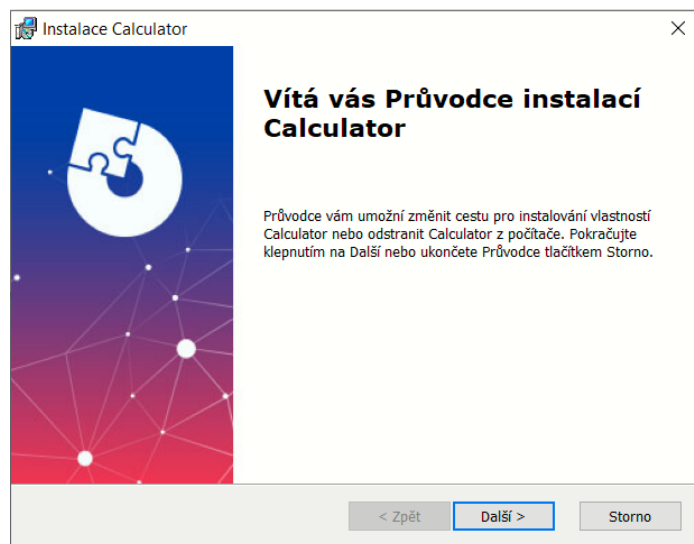 Instalace Calculator
Vítá vás Průvodce instalací
Calculator
Průvodce vám umožní změnit cestu pro instalování vlastností
Calculator nebo odstranit Calculator z počítače. Pokračujte
klepnutím na Další nebo ukončete Průvodce tlačítkem Storno.
< Zpět
Další >
Storno